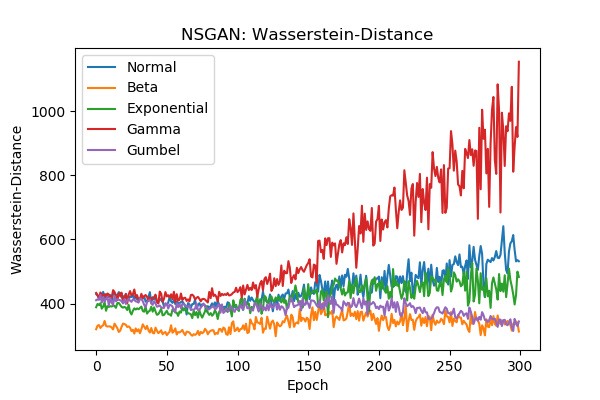 NSGAN: Wasserstein-Distance
Normal
Beta
Exponential
Gamma
Gumbel
Wasserstein-Distance
1000
800
600
400
0 50 100 150 200 250 300
Epoch